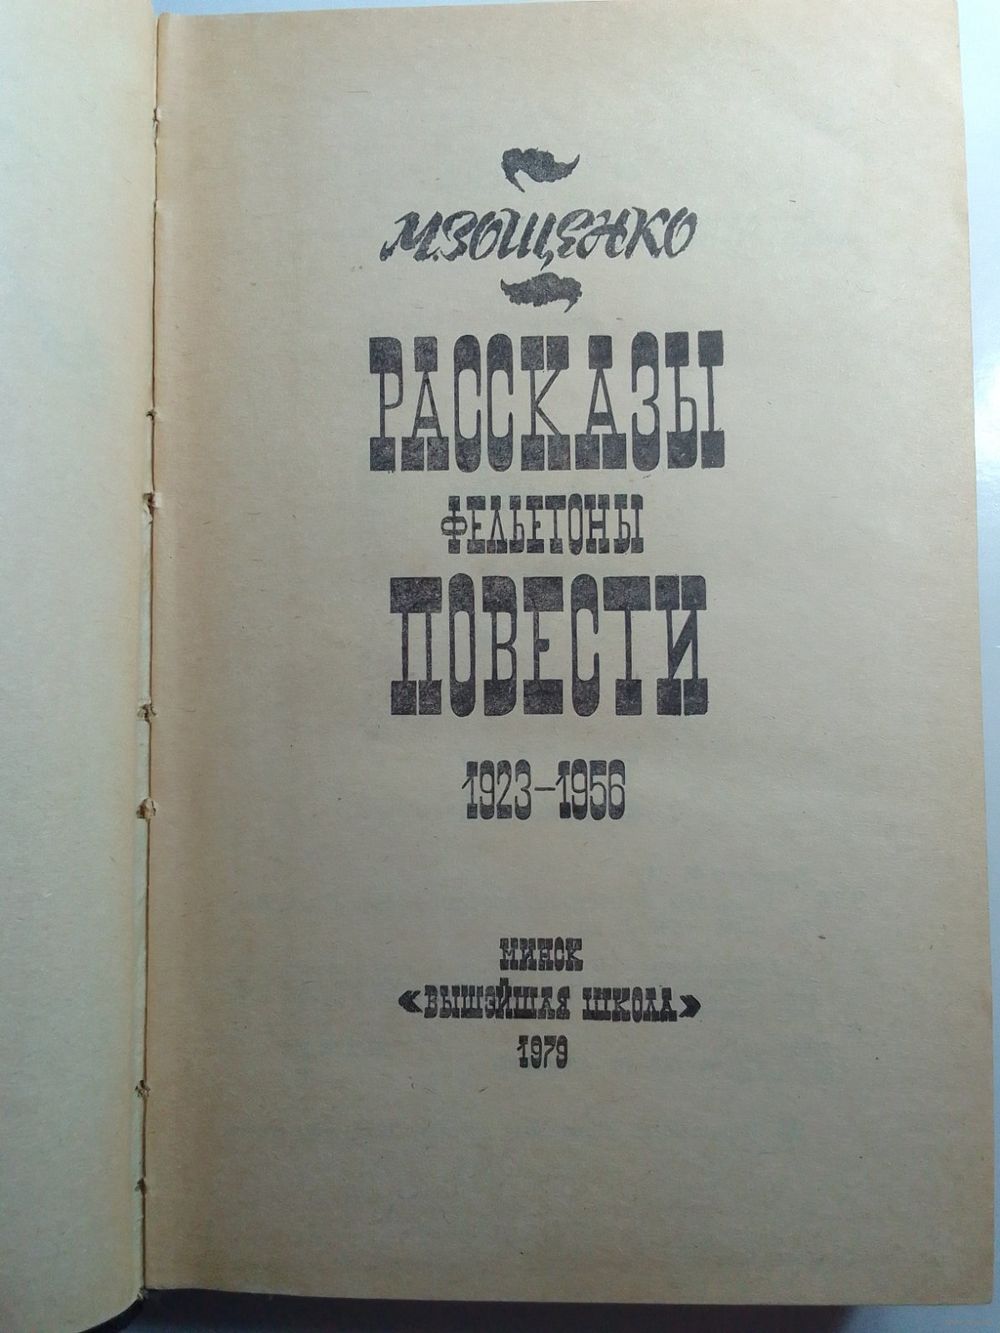 М.ЗОЩЕНКО
РАССКАЗЫ
ФЕЛЬЕТОНЫ
ПОВЕСТИ
1923—1956
МИНСК
«ВЫШЭЙШАЯ ШКОЛА»
1979